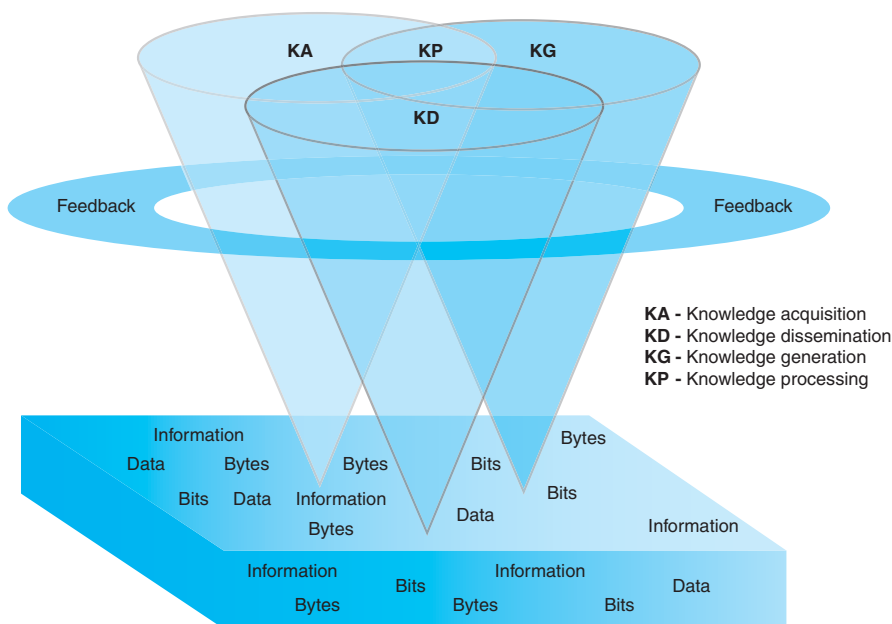 KA
KP
KG
KD
Feedback
Feedback
KA - Knowledge acquisition
KD - Knowledge dissemination
KG - Knowledge generation
KP - Knowledge processing
Information
Bytes
Data
Bytes
Bytes
Bits
Bits
Data
Information
Bits
Bytes
Data
Information
Information
Bits
Information
Data
Bytes
Bytes
Bits